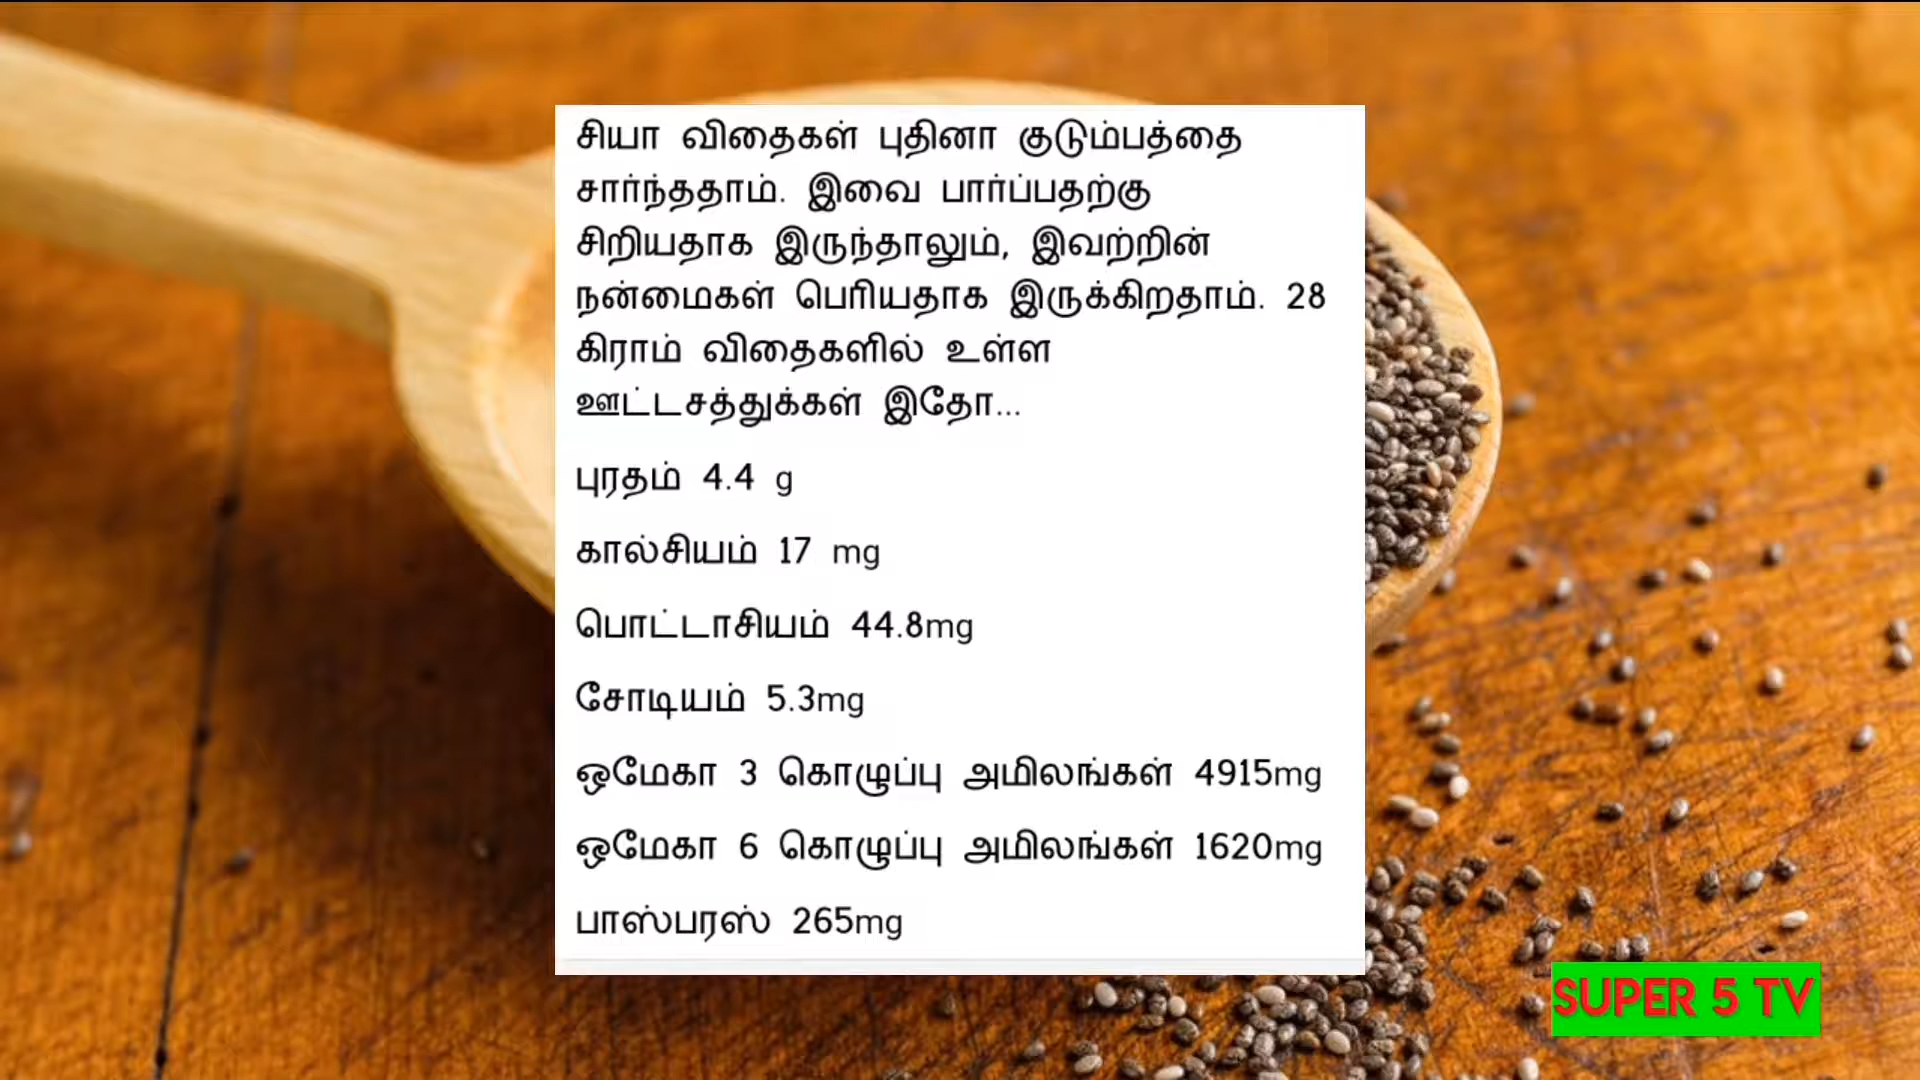 சியா விதைகள் புதினா குடும்பத்தை
சார்ந்ததாம். இவை பார்ப்பதற்கு
சிறியதாக இருந்தாலும், இவற்றின்
நன்மைகள் பெரியதாக இருக்கிறதாம். 28
கிராம் விதைகளில் உள்ள
ஊட்டசத்துக்கள் இதோ...
புரதம் 4.4 g
கால்சியம் 17 mg
பொட்டாசியம் 44.8mg
சோடியம் 5.3mg
ஒமேகா 3 கொழுப்பு அமிலங்கள் 4915mg
ஒமேகா 6 கொழுப்பு அமிலங்கள் 1620mg
பாஸ்பரஸ் 265mg
SUPER 5 TV